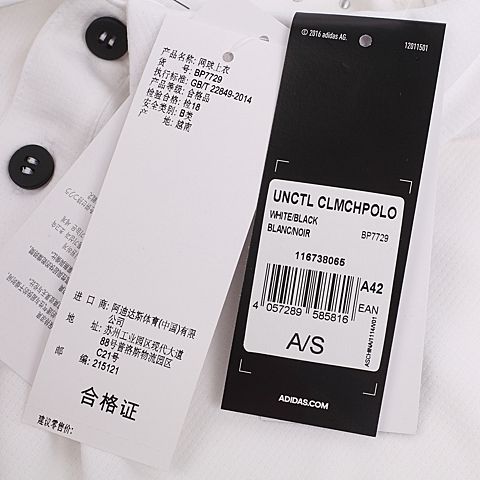 产品名称: 网球上衣
货 号: BP7729
执行标准: GB/T 22849-2014
产品等级: 合格品
检验合格: 检18
安全类别: B类
产 地: 越南
进 口 商: 阿迪达斯体育(中国)有限
公司
地 址: 苏州工业园区现代大道
88号普洛斯物流园区
C21号
邮 编: 215121
合格证
建议零售价:
© 2016 adidas AG.
12011501
UNCTL CLMCHPOLO
WHITE/BLACK
BLANC/NOIR BP7729
116738065
A42
EAN
4 057289 585816
A/S
ASCHINA/1114V01
ADIDAS.COM